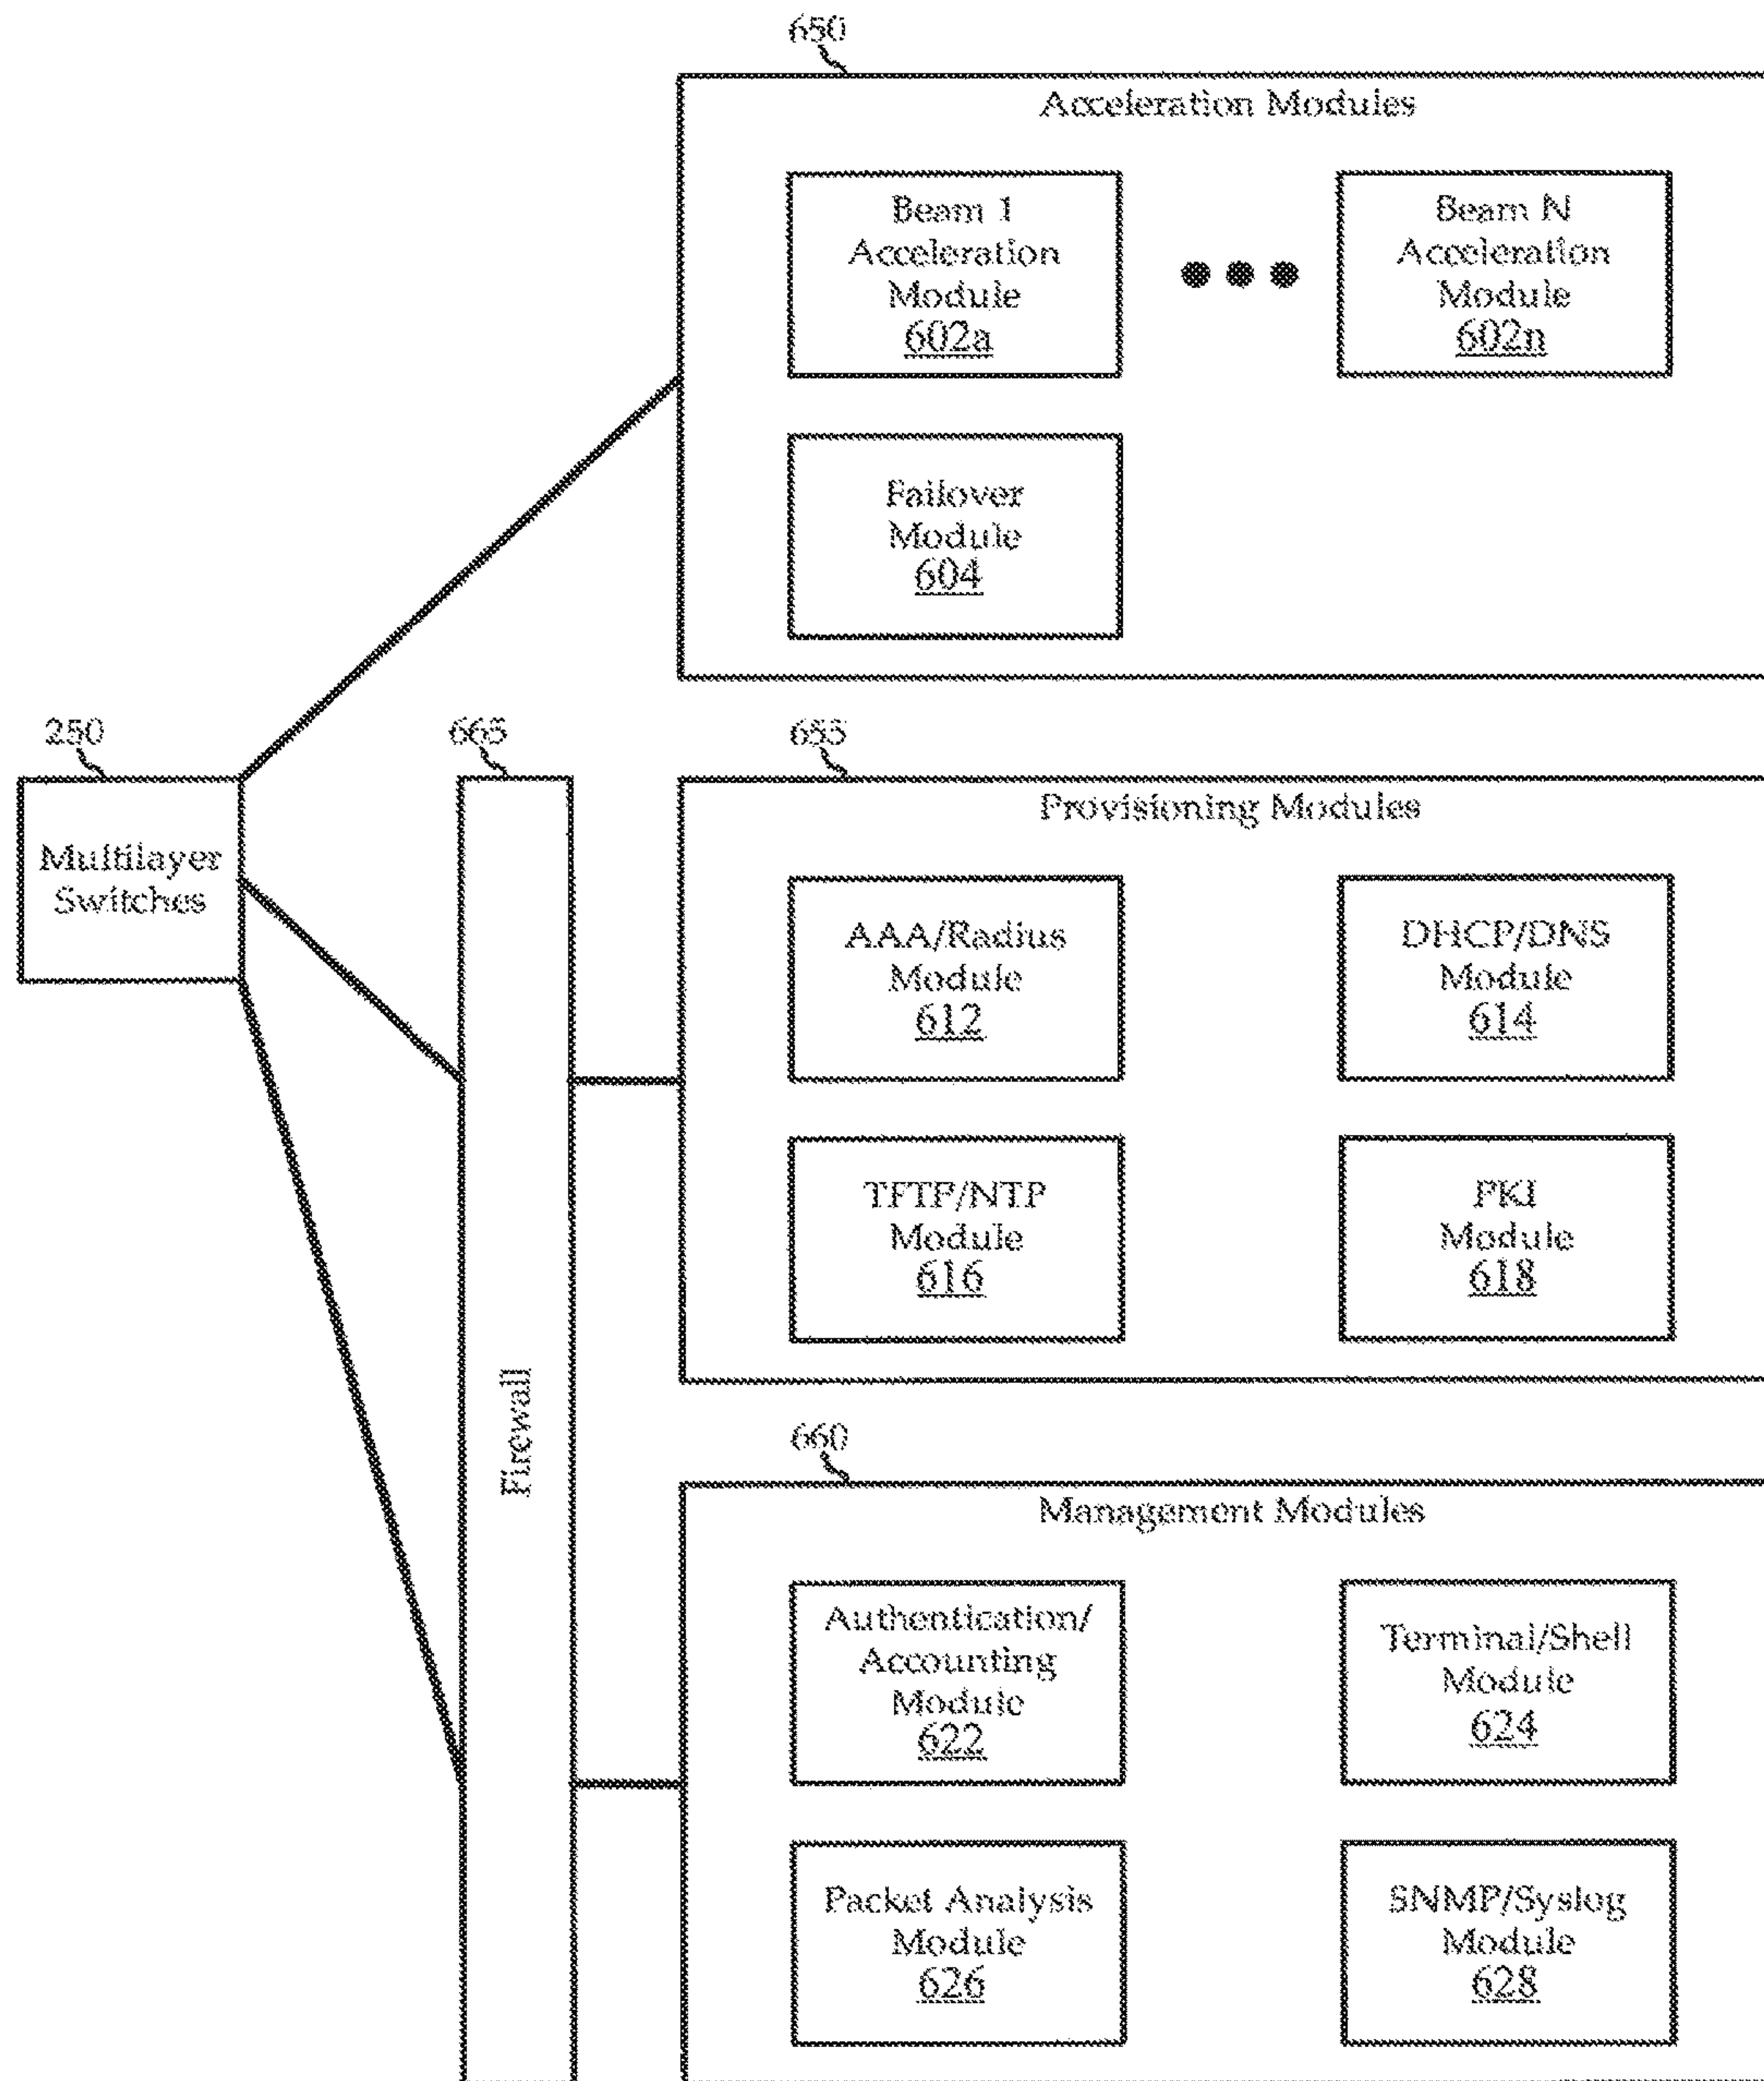 650
Acceleration Modules
Beam 1
Acceleration
Module
602a
Beam N
Acceleration
Module
602n
Failover
Module
604
250
Multilayer
Switches
665
Firewall
655
Provisioning Modules
AAA/Radius
Module
612
DHCP/DNS
Module
614
TFTP/NTP
Module
616
PKI
Module
618
660
Management Modules
Authentication/
Accounting
Module
622
Terminal/Shell
Module
624
Packet Analysis
Module
626
SNMP/Syslog
Module
628